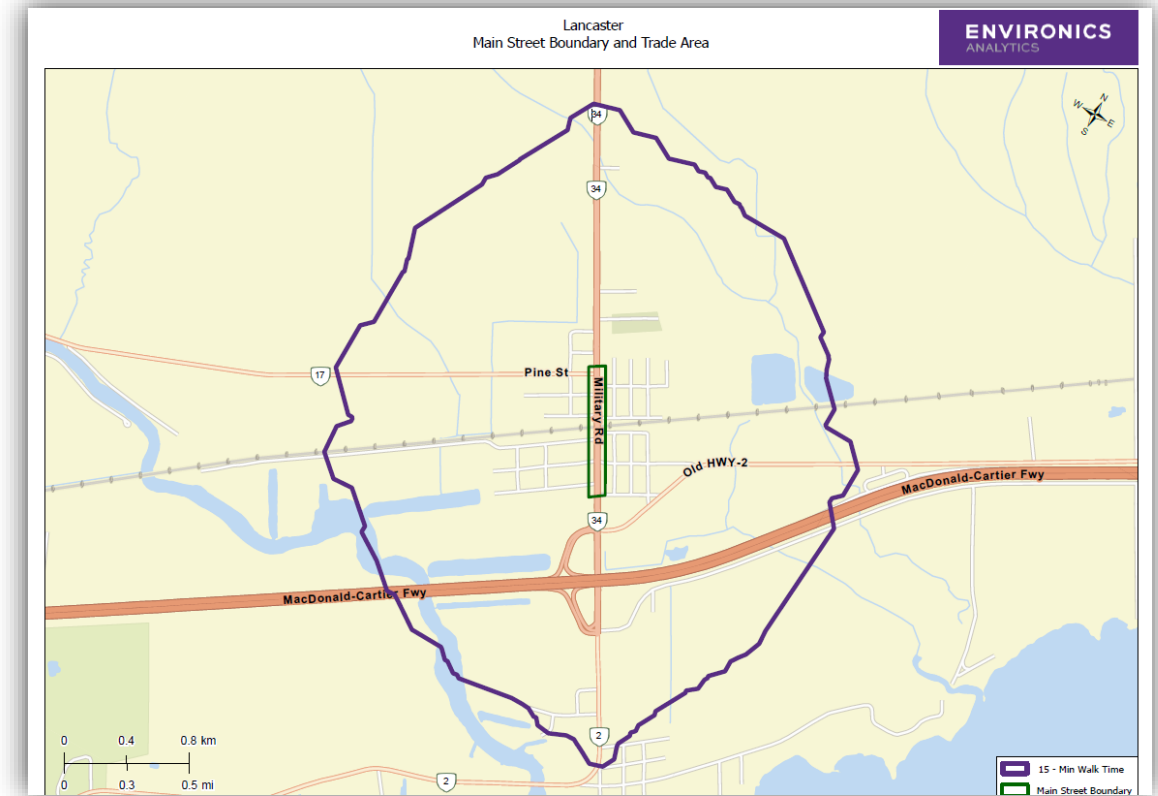 Lancaster
Main Street Boundary and Trade Area
ENVIRONICS
ANALYTICS
N
W
E
S
34
34
Pine St
17
Military Rd
Old HWY-2
MacDonald-Cartier Fwy
34
MacDonald-Cartier Fwy
2
2
0 0.4 0.8 km
0 0.3 0.5 mi
15 - Min Walk Time
Main Street Boundary